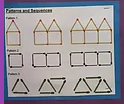 Patterns and Sequences
Pattern 1
Pattern 2
Pattern 3